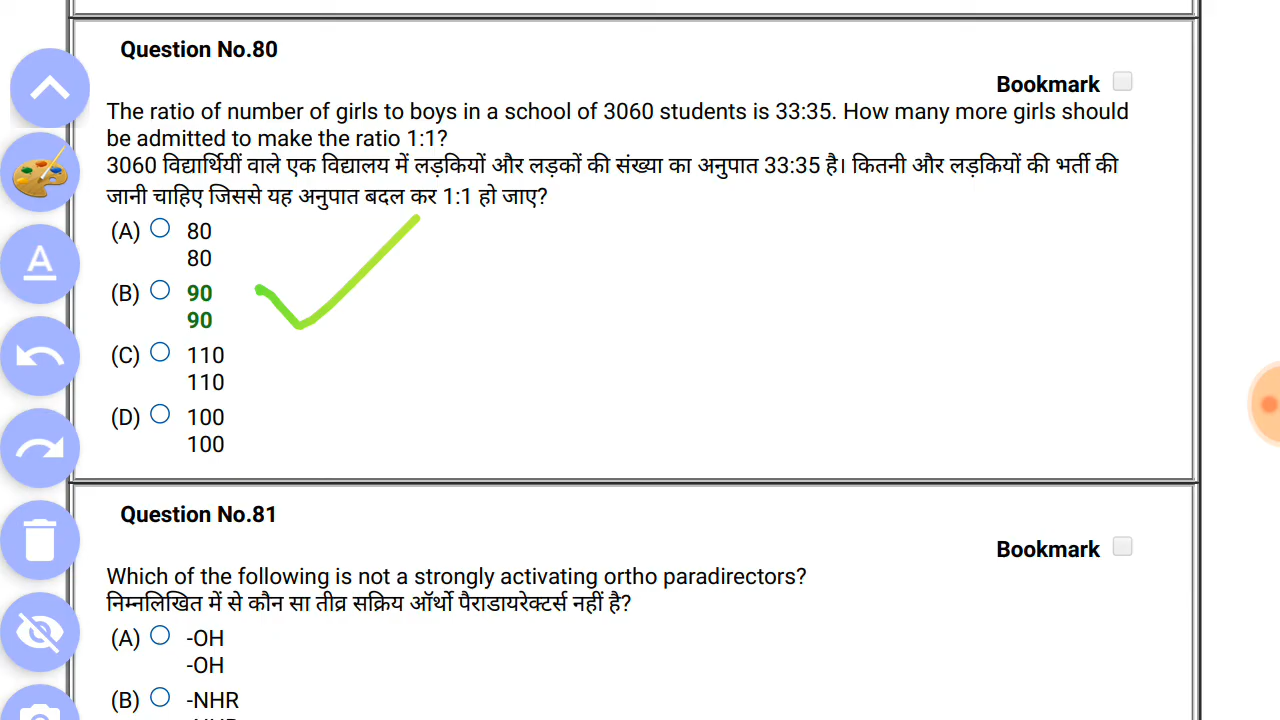 Question No.80
Bookmark
The ratio of number of girls to boys in a school of 3060 students is 33:35. How many more girls should
be admitted to make the ratio 1:1?
3060 विद्यार्थियीं वाले एक विद्यालय में लड़कियों और लड़कों की संख्या का अनुपात 33:35 है। कितनी और लड़कियों की भर्ती की
जानी चाहिए जिससे यह अनुपात बदल कर 1:1 हो जाए?
(A) 80
80
(B) 90
90
(C) 110
110
(D) 100
100
Question No.81
Bookmark
Which of the following is not a strongly activating ortho paradirectors?
निम्नलिखित में से कौन सा तीव्र सक्रिय ऑर्थो पैराडायरेक्टर्स नहीं है?
(A) -OH
-OH
(B) -NHR
A